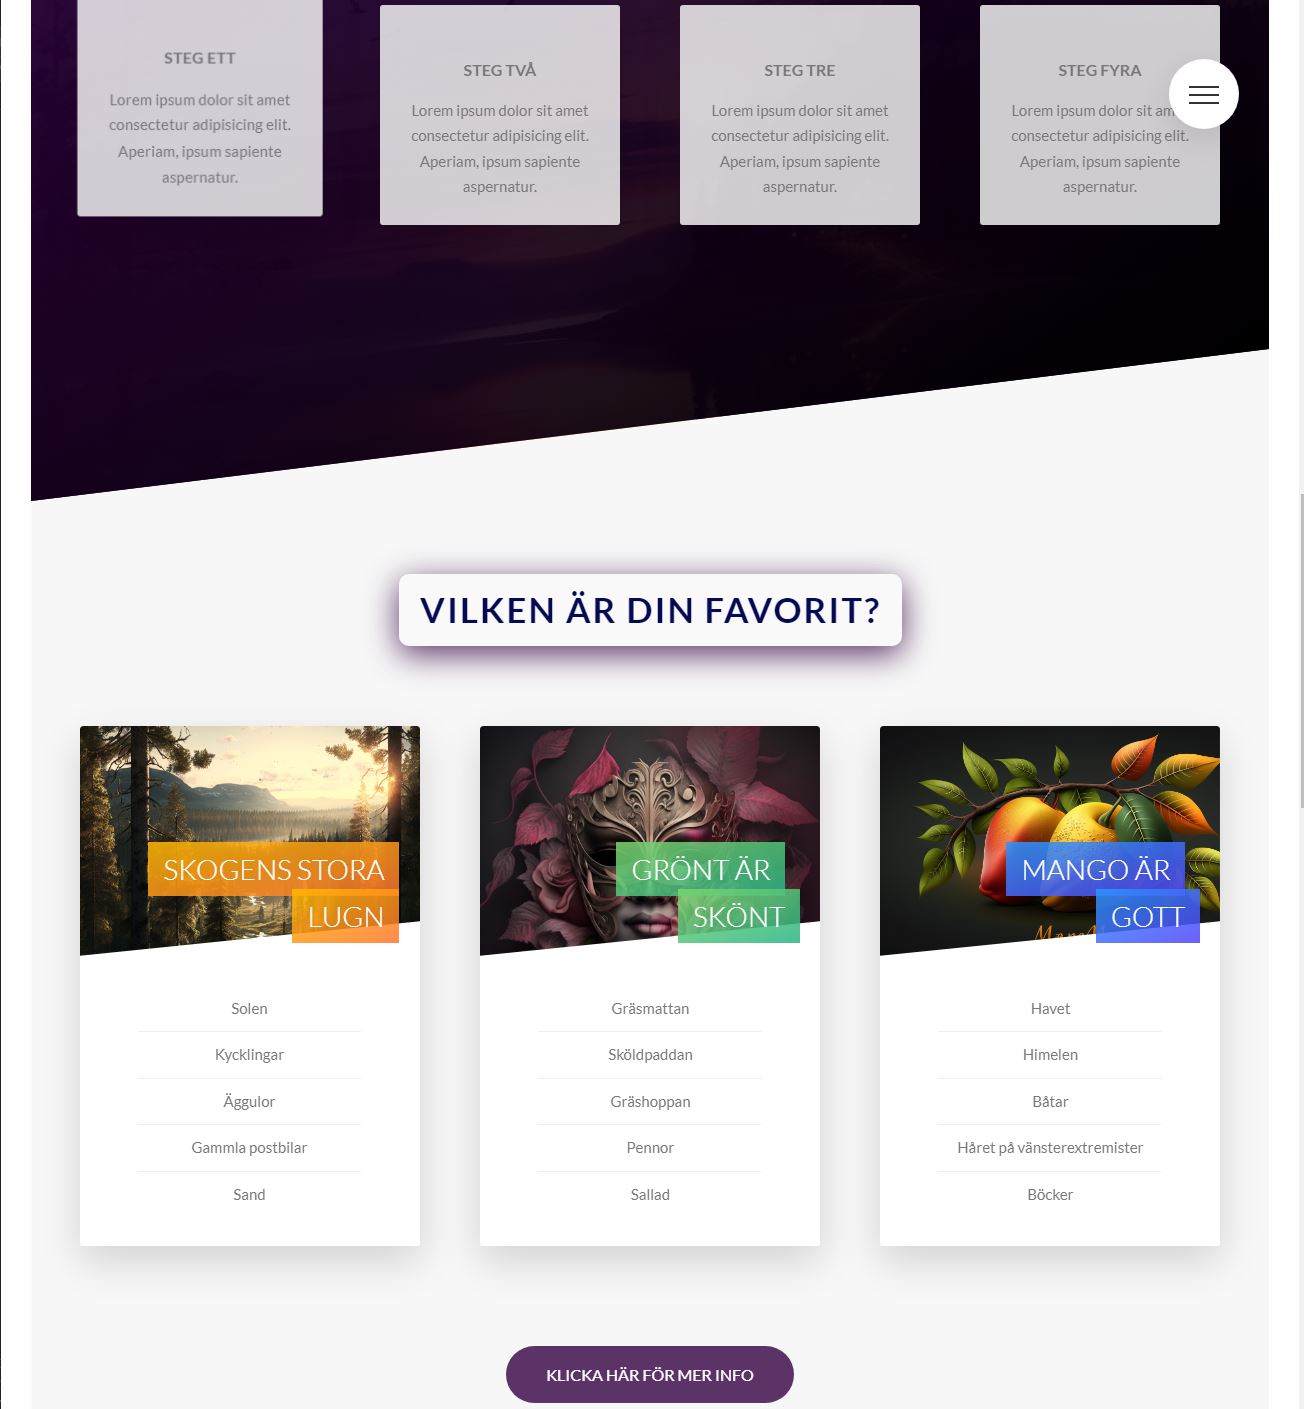 STEG ETT
Lorem ipsum dolor sit amet
consectetur adipisicing elit.
Aperiam, ipsum sapiente
aspernatur.
STEG TVÅ
Lorem ipsum dolor sit amet
consectetur adipisicing elit.
Aperiam, ipsum sapiente
aspernatur.
STEG TRE
Lorem ipsum dolor sit amet
consectetur adipisicing elit.
Aperiam, ipsum sapiente
aspernatur.
STEG FYRA
Lorem ipsum dolor sit
consectetur adipisicing elit.
Aperiam, ipsum sapiente
aspernatur.
VILKEN ÄR DIN FAVORIT?
SKOGENS STORA
LUGN
Solen
Kycklingar
Äggulor
Gammla postbilar
Sand
GRÖNT ÄR
SKÖNT
Gräsmattan
Sköldpaddan
Gräshoppan
Pennor
Sallad
MANGO ÄR
GOTT
Havet
Himelen
Båtar
Håret på vänsterextremister
Böcker
KLICKA HÄR FÖR MER INFO